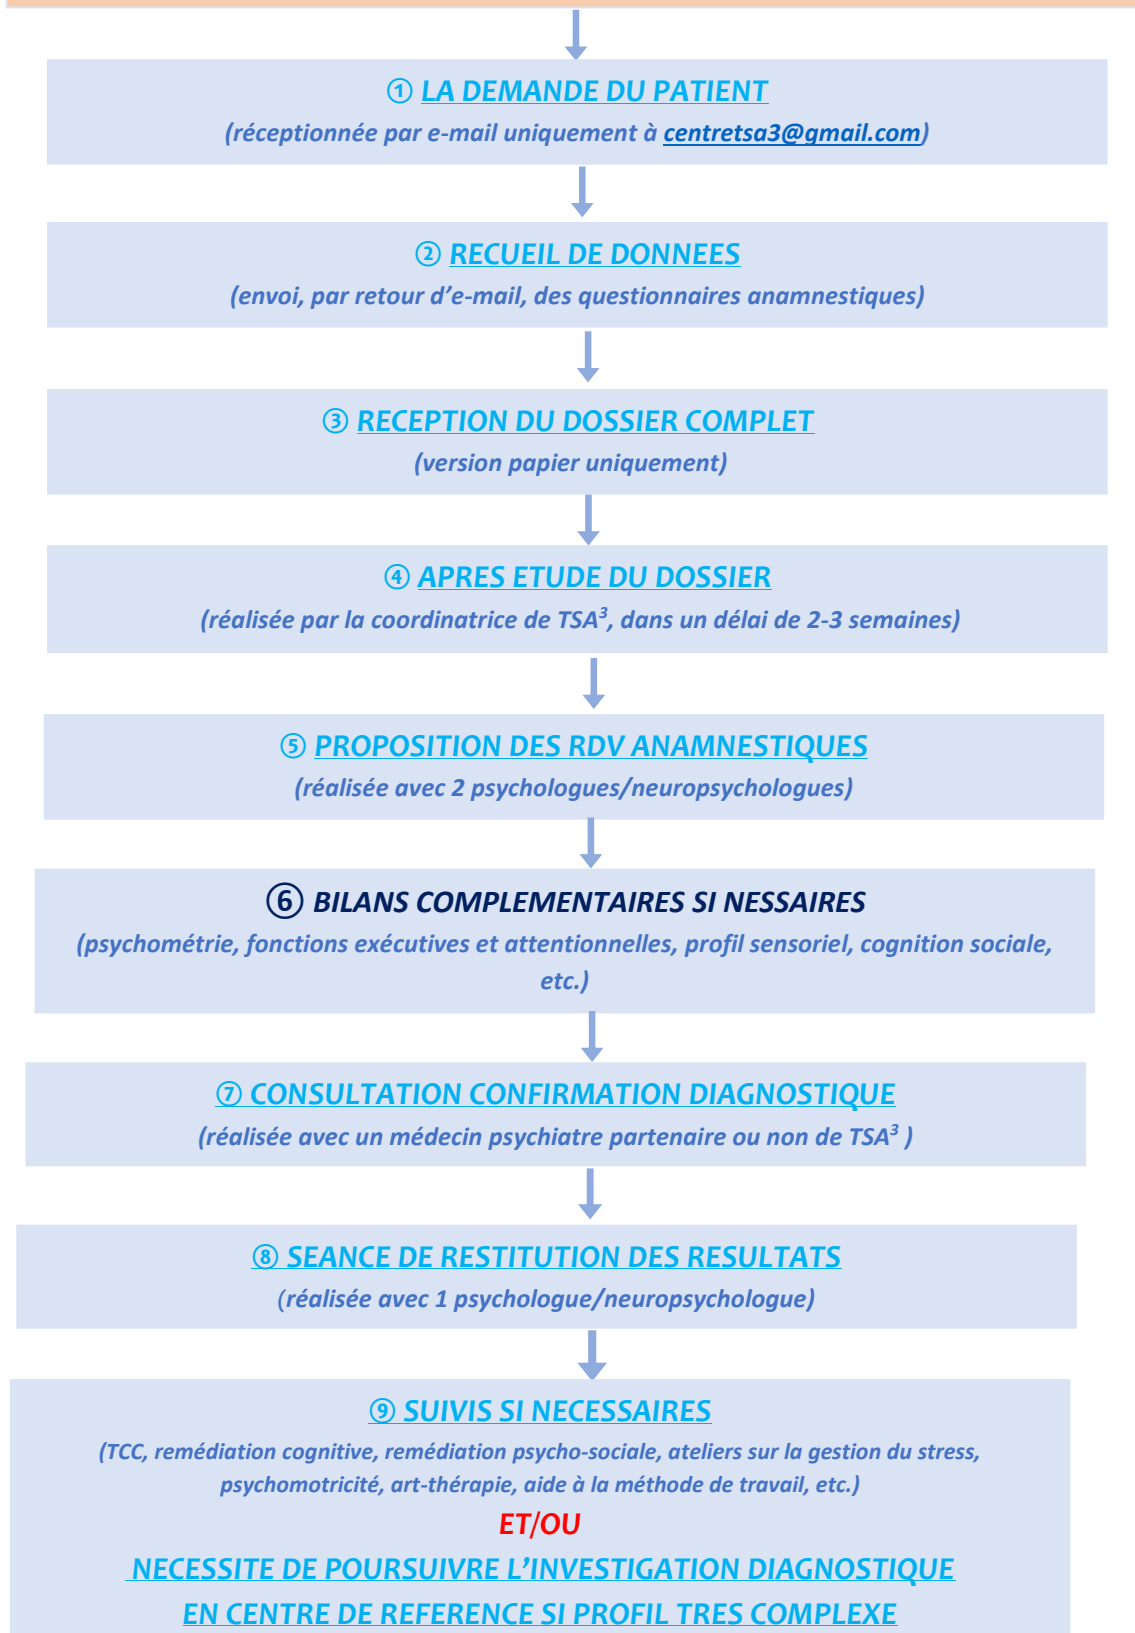 ① LA DEMANDE DU PATIENT
(réceptionnée par e-mail uniquement à centretsa3@gmail.com)
② RECUEIL DE DONNEES
(envoi, par retour d’e-mail, des questionnaires anamnestiques)
③ RECEPTION DU DOSSIER COMPLET
(version papier uniquement)
④ APRES ETUDE DU DOSSIER
(réalisée par la coordinatrice de TSA³, dans un délai de 2-3 semaines)
⑤ PROPOSITION DES RDV ANAMNESTIQUES
(réalisée avec 2 psychologues/neuropsychologues)
⑥ BILANS COMPLEMENTAIRES SI NESSAIRES
(psychométrie, fonctions exécutives et attentionnelles, profil sensoriel, cognition sociale,
etc.)
⑦ CONSULTATION CONFIRMATION DIAGNOSTIQUE
(réalisée avec un médecin psychiatre partenaire ou non de TSA³ )
⑧ SEANCE DE RESTITUTION DES RESULTATS
(réalisée avec 1 psychologue/neuropsychologue)
⑨ SUIVIS SI NECESSAIRES
(TCC, remédiation cognitive, remédiation psycho-sociale, ateliers sur la gestion du stress,
psychomotricité, art-thérapie, aide à la méthode de travail, etc.)
ET/OU
NECESSITE DE POURSUIVRE L’INVESTIGATION DIAGNOSTIQUE
EN CENTRE DE REFERENCE SI PROFIL TRES COMPLEXE